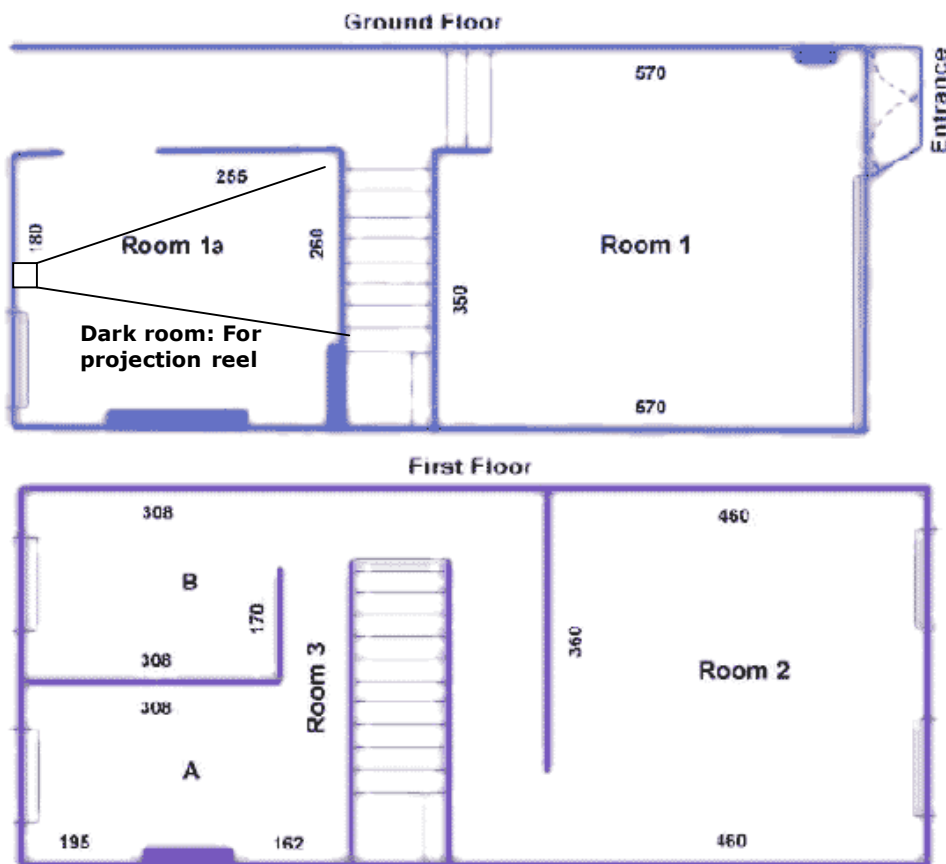 Ground Floor
570
Entrance
255
180
Room 1a
260
Room 1
350
Dark room: For
projection reel
570
First Floor
308
460
B
170
360
308
Room 3
Room 2
308
A
195
162
460